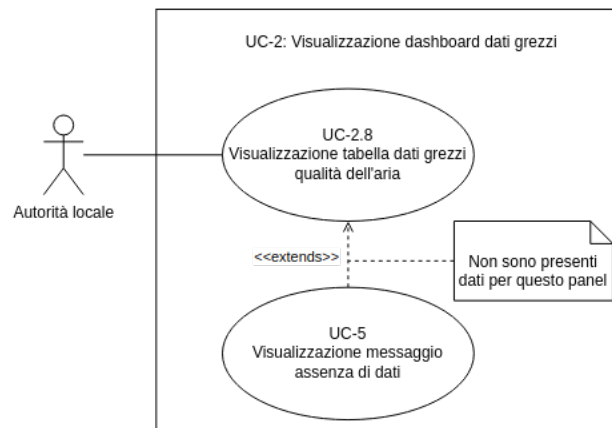 UC-2: Visualizzazione dashboard dati grezzi
UC-2.8
Visualizzazione tabella dati grezzi
qualità dell'aria
Autorità locale
<<extends>>
Non sono presenti
dati per questo panel
UC-5
Visualizzazione messaggio
assenza di dati